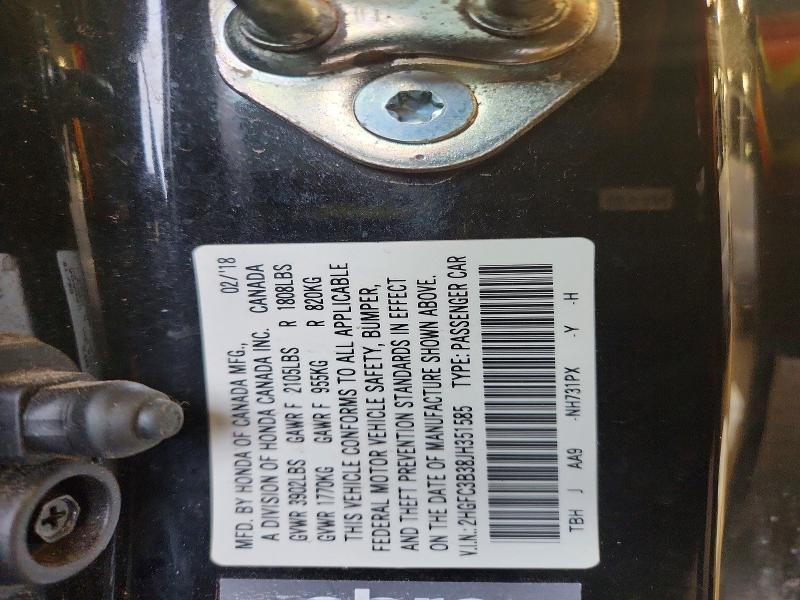 MFD. BY HONDA OF CANADA MFG., 02/'18
A DIVISION OF HONDA CANADA INC. CANADA
GVWR 3902LBS GAWR F 2105LBS R 1808LBS
GVWR 1770KG GAWR F 955KG R 820KG
THIS VEHICLE CONFORMS TO ALL APPLICABLE
FEDERAL MOTOR VEHICLE SAFETY, BUMPER,
AND THEFT PREVENTION STANDARDS IN EFFECT
ON THE DATE OF MANUFACTURE SHOWN ABOVE.
V.I.N.:2HGFC3B38JH351585 TYPE: PASSENGER CAR
TBH J AA9 -NH731PX -Y -H